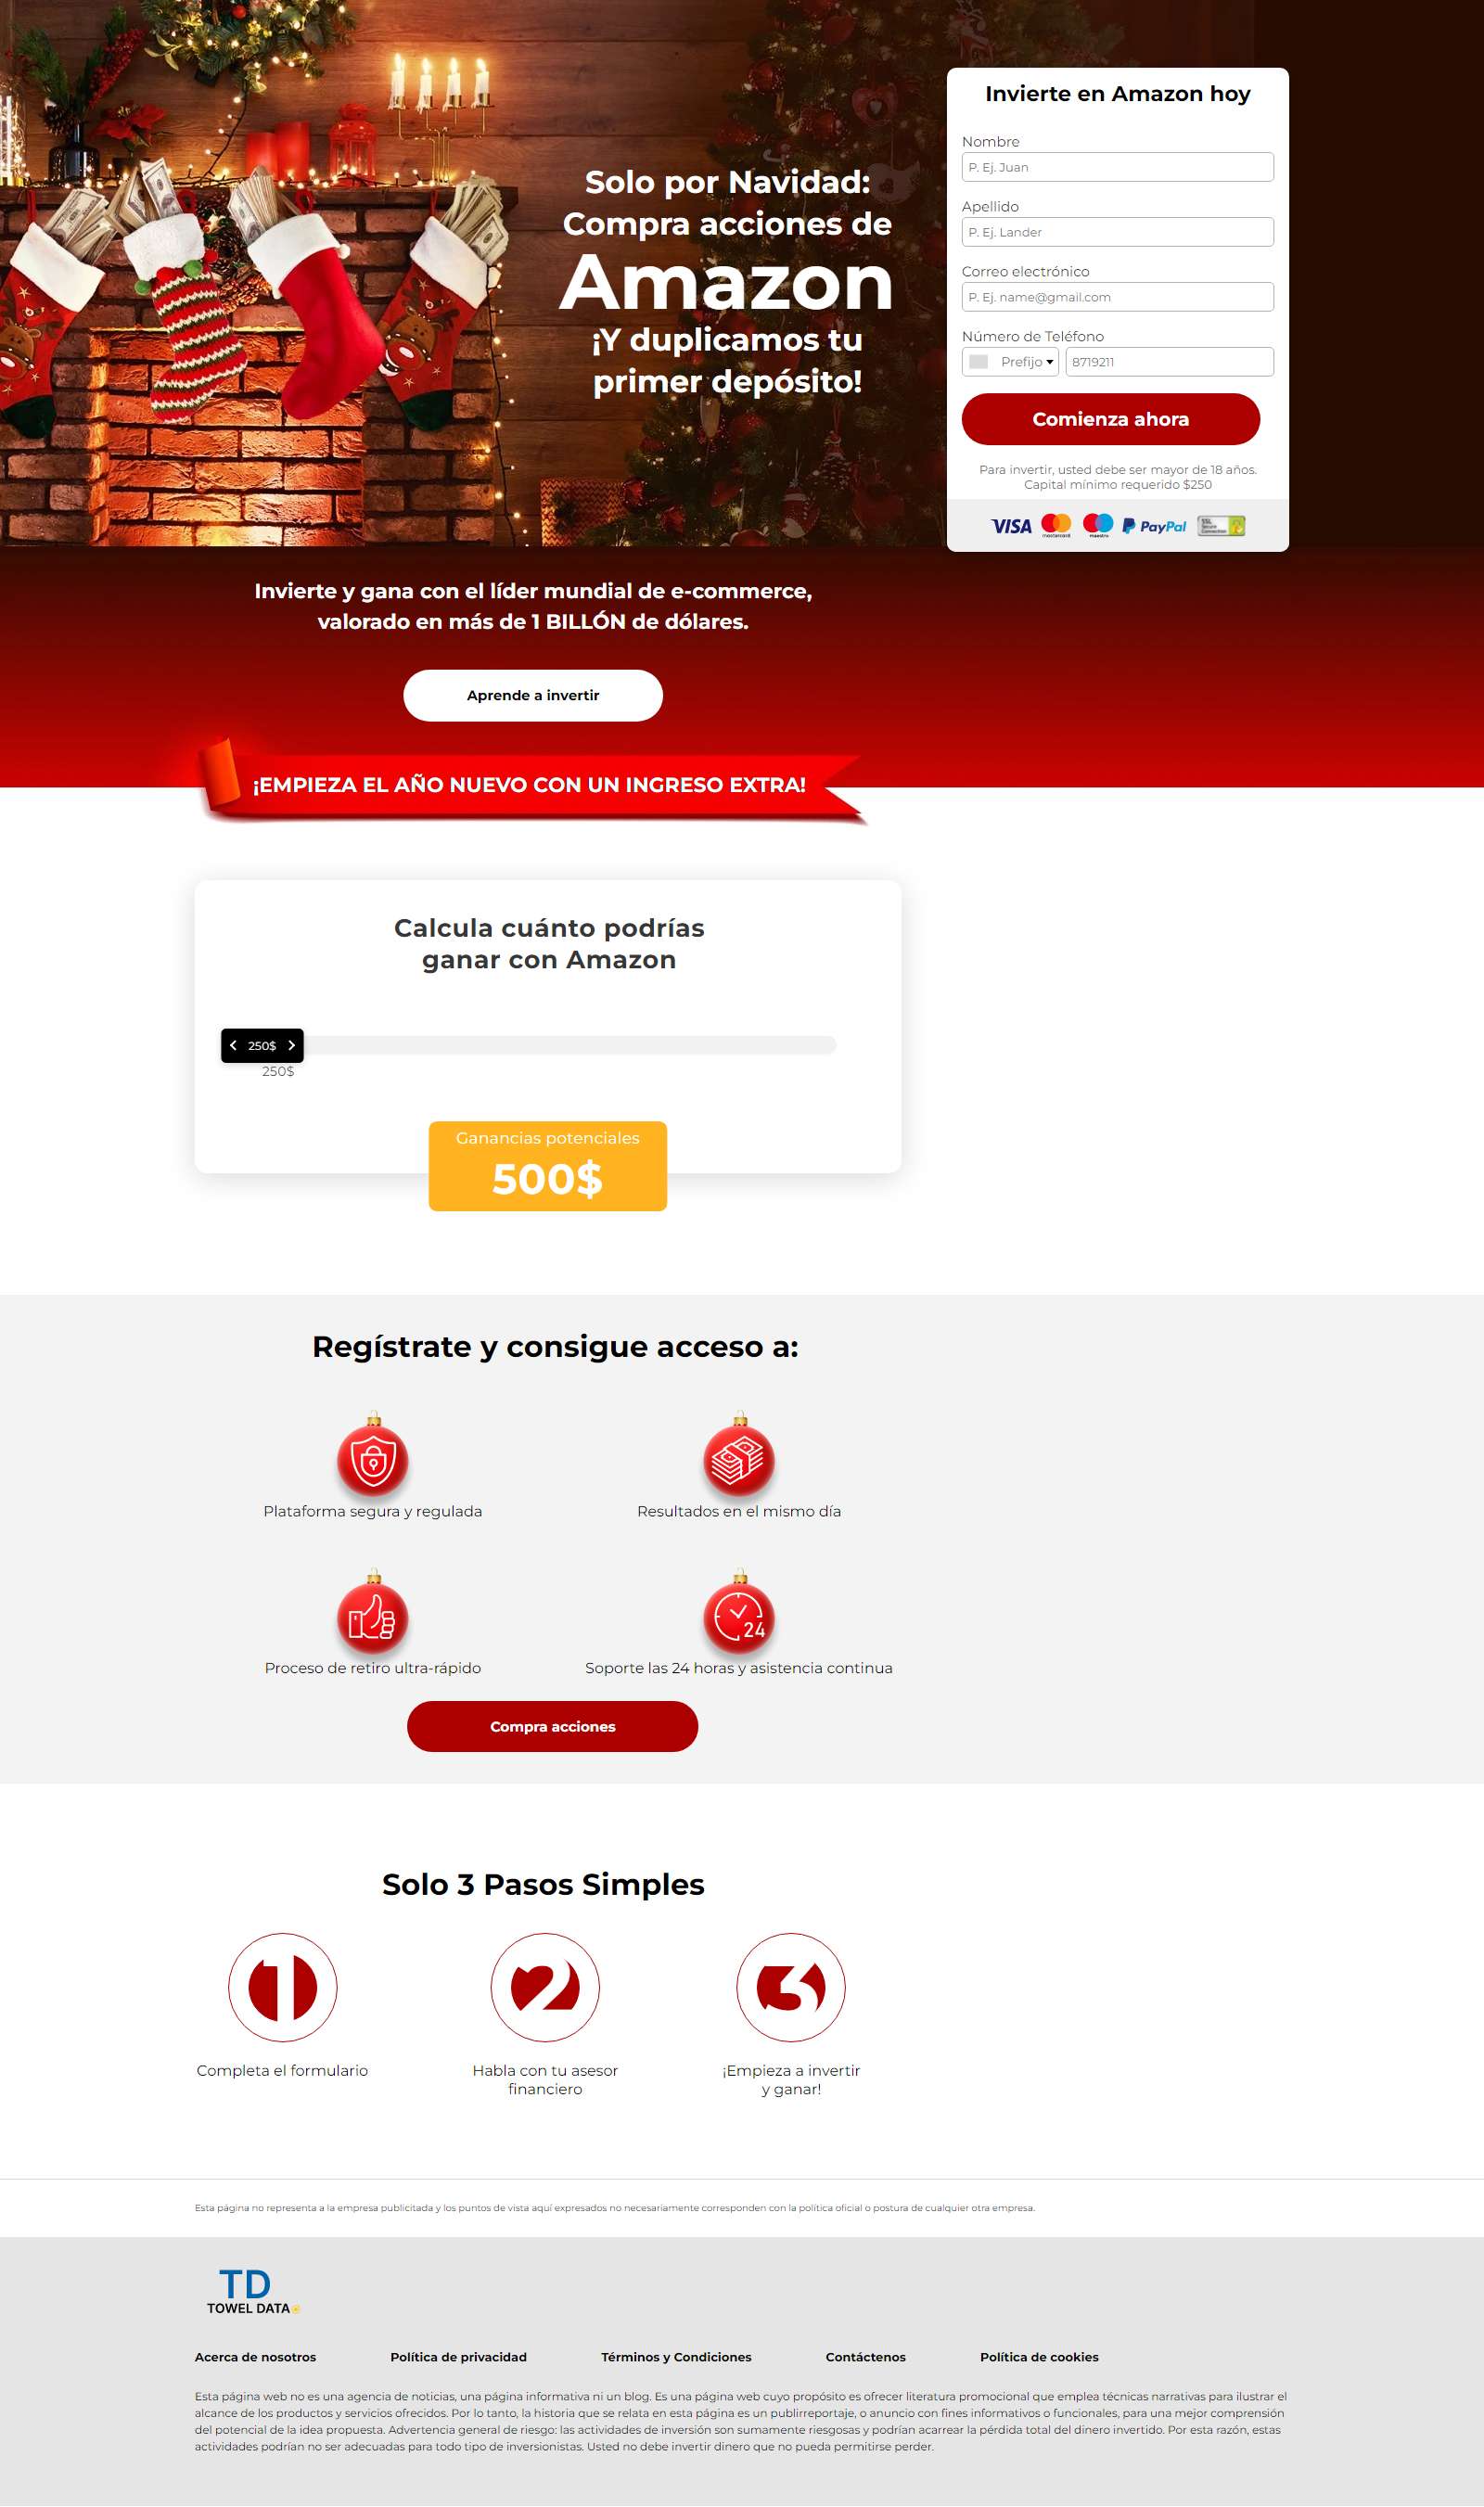 Solo por Navidad:
Compra acciones de
Amazon
¡Y duplicamos tu
primer depósito!
Invierte en Amazon hoy
Nombre
P. Ej. Juan
Apellido
P. Ej. Lander
Correo electrónico
P. Ej. name@gmail.com
Número de Teléfono
Prefijo
8719211
Comienza ahora
Para invertir, usted debe ser mayor de 18 años.
Capital mínimo requerido $250
VISA
mastercard
maestro
PayPal
Invierte y gana con el líder mundial de e-commerce,
valorado en más de 1 BILLÓN de dólares.
Aprende a invertir
¡EMPIEZA EL AÑO NUEVO CON UN INGRESO EXTRA!
Calcula cuánto podrías
ganar con Amazon
250$
250$
Ganancias potenciales
500$
Regístrate y consigue acceso a:
Plataforma segura y regulada
Resultados en el mismo día
24
Proceso de retiro ultra-rápido
Soporte las 24 horas y asistencia continua
Compra acciones
Solo 3 Pasos Simples
1
2
3
Completa el formulario
Habla con tu asesor
financiero
¡Empieza a invertir
y ganar!
Esta página no representa a la empresa publicitada y los puntos de vista aquí expresados no necesariamente corresponden con la política oficial o postura de cualquier otra empresa.
TD
TOWEL DATA
Acerca de nosotros
Política de privacidad
Términos y Condiciones
Contáctenos
Política de cookies
Esta página web no es una agencia de noticias, una página informativa ni un blog. Es una página web cuyo propósito es ofrecer literatura promocional que emplea técnicas narrativas para ilustrar el
alcance de los productos y servicios ofrecidos. Por lo tanto, la historia que se relata en esta página es un publirreportaje, o anuncio con fines informativos o funcionales, para una mejor comprensión
del potencial de la idea propuesta. Advertencia general de riesgo: las actividades de inversión son sumamente riesgosas y podrían acarrear la pérdida total del dinero invertido. Por esta razón, estas
actividades podrían no ser adecuadas para todo tipo de inversionistas. Usted no debe invertir dinero que no pueda permitirse perder.